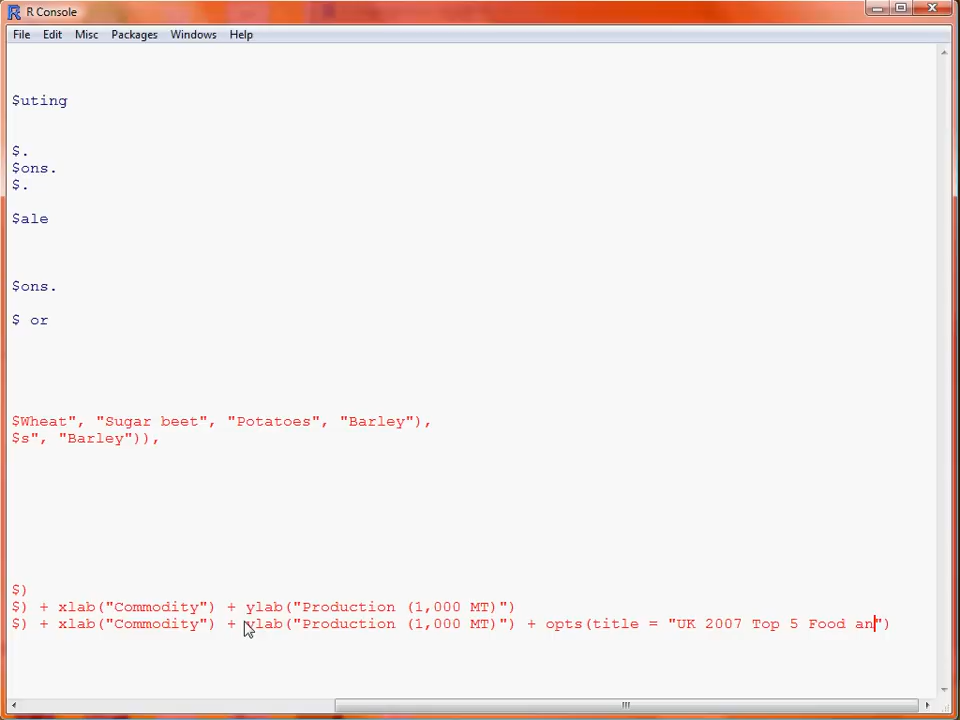 R Console
File Edit Misc Packages Windows Help
$uting
$.
$ons.
$.
$ale
$ons.
$ or
$Wheat", "Sugar beet", "Potatoes", "Barley"),
$s", "Barley")),
$)
$) + xlab("Commodity") + ylab("Production (1,000 MT)")
$) + xlab("Commodity") + ylab("Production (1,000 MT)") + opts(title = "UK 2007 Top 5 Food an")